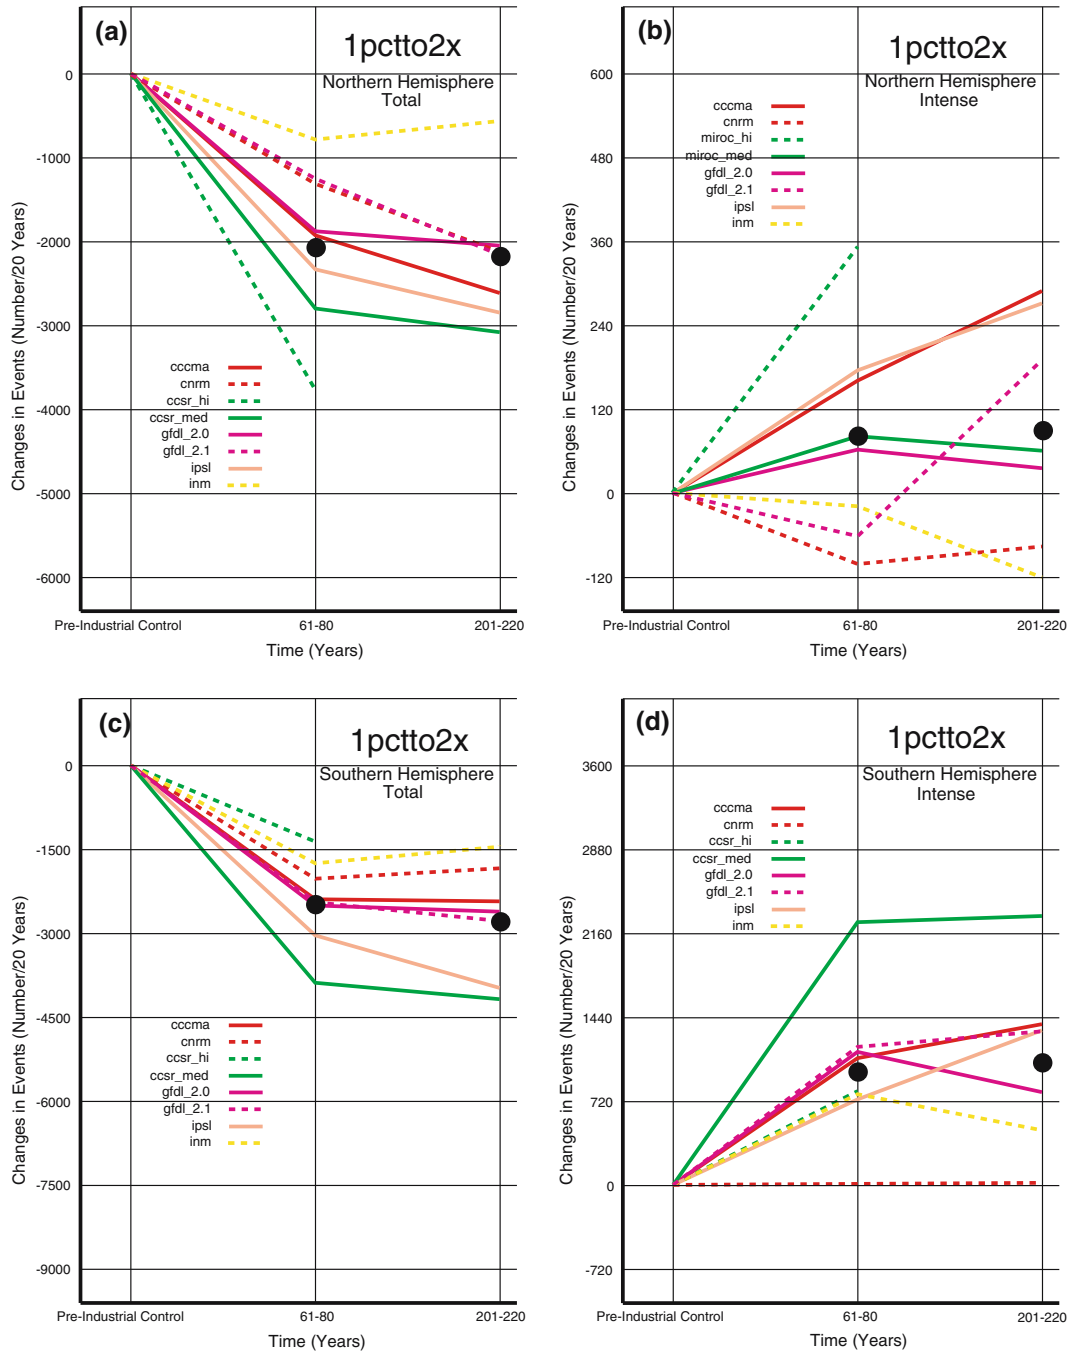 (a)
1pctto2x
Northern Hemisphere
Total
0
-1000
-2000
-3000
-4000
-5000
-6000
Changes in Events (Number/20 Years)
cccma
cnrm
ccsr_hi
ccsr_med
gfdl_2.0
gfdl_2.1
ipsl
inm
Pre-Industrial Control
61-80
201-220
Time (Years)
(b)
1pctto2x
Northern Hemisphere
Intense
600
480
360
240
120
0
-120
Changes in Events (Number/20 Years)
cccma
cnrm
miroc_hi
miroc_med
gfdl_2.0
gfdl_2.1
ipsl
inm
Pre-Industrial Control
61-80
201-220
Time (Years)
(c)
1pctto2x
Southern Hemisphere
Total
0
-1500
-3000
-4500
-6000
-7500
-9000
Changes in Events (Number/20 Years)
cccma
cnrm
ccsr_hi
ccsr_med
gfdl_2.0
gfdl_2.1
ipsl
inm
Pre-Industrial Control
61-80
201-220
Time (Years)
(d)
1pctto2x
Southern Hemisphere
Intense
3600
2880
2160
1440
720
0
-720
Changes in Events (Number/20 Years)
cccma
cnrm
ccsr_hi
ccsr_med
gfdl_2.0
gfdl_2.1
ipsl
inm
Pre-Industrial Control
61-80
201-220
Time (Years)